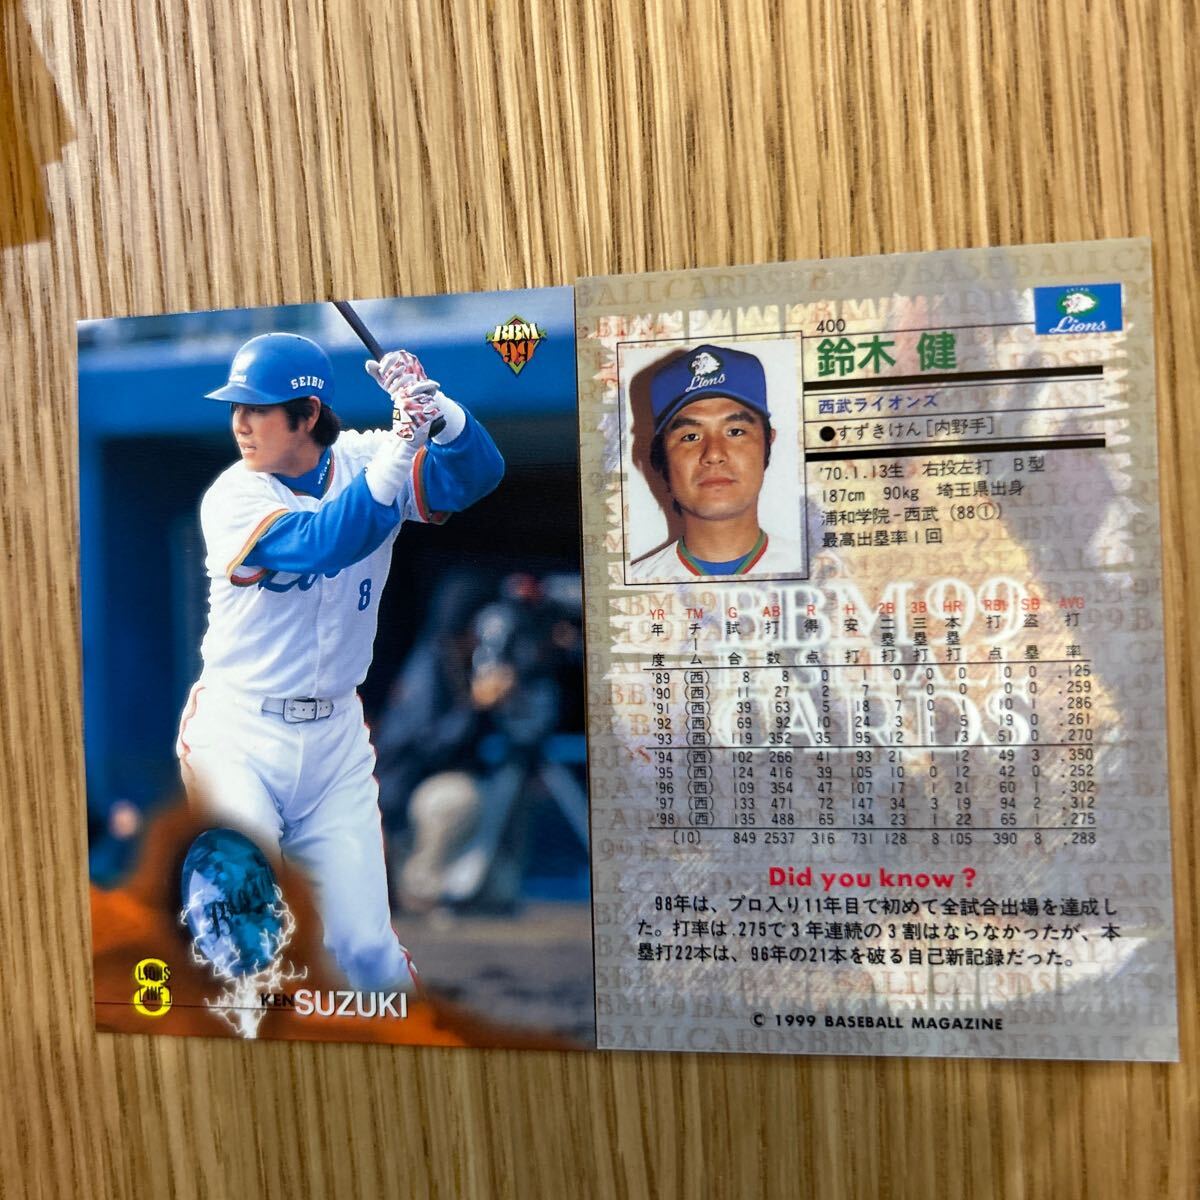 BBM
'99
SEIBU
8
LIONS
8
KEN SUZUKI
400
鈴木 健
Lions
Lions
西武ライオンズ
●すずきけん[内野手]
'70.1.13生 右投左打 B型
187cm 90kg 埼玉県出身
浦和学院-西武(88①)
最高出塁率1回
BBM'99
CARDS
YR TM G AB R H 2B 3B HR RBI SB AVG
年度 チーム 試合 打数 得点 安打 二塁打 三塁打 本塁打 打点 盗塁 打率
'89 (西) 8 8 0 1 0 0 0 0 0 .125
'90 (西) 11 27 2 7 1 0 0 0 0 .259
'91 (西) 39 63 5 18 7 0 1 10 1 .286
'92 (西) 69 92 10 24 3 1 5 19 0 .261
'93 (西) 119 352 35 95 12 1 13 51 0 .270
'94 (西) 102 266 41 93 21 1 12 49 3 .350
'95 (西) 124 416 39 105 10 0 12 42 0 .252
'96 (西) 109 354 47 107 17 1 21 60 1 .302
'97 (西) 133 471 72 147 34 3 19 94 2 .312
'98 (西) 135 488 65 134 23 1 22 65 1 .275
[10] 849 2537 316 731 128 8 105 390 8 .288
Did you know?
98年は、プロ入り11年目で初めて全試合出場を達成し
た。打率は.275で3年連続の3割はならなかったが、本
塁打22本は、96年の21本を破る自己新記録だった。
© 1999 BASEBALL MAGAZINE